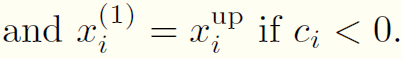 and $x_i^{(1)} = x_i^{\text{up}}$ if $c_i < 0$.